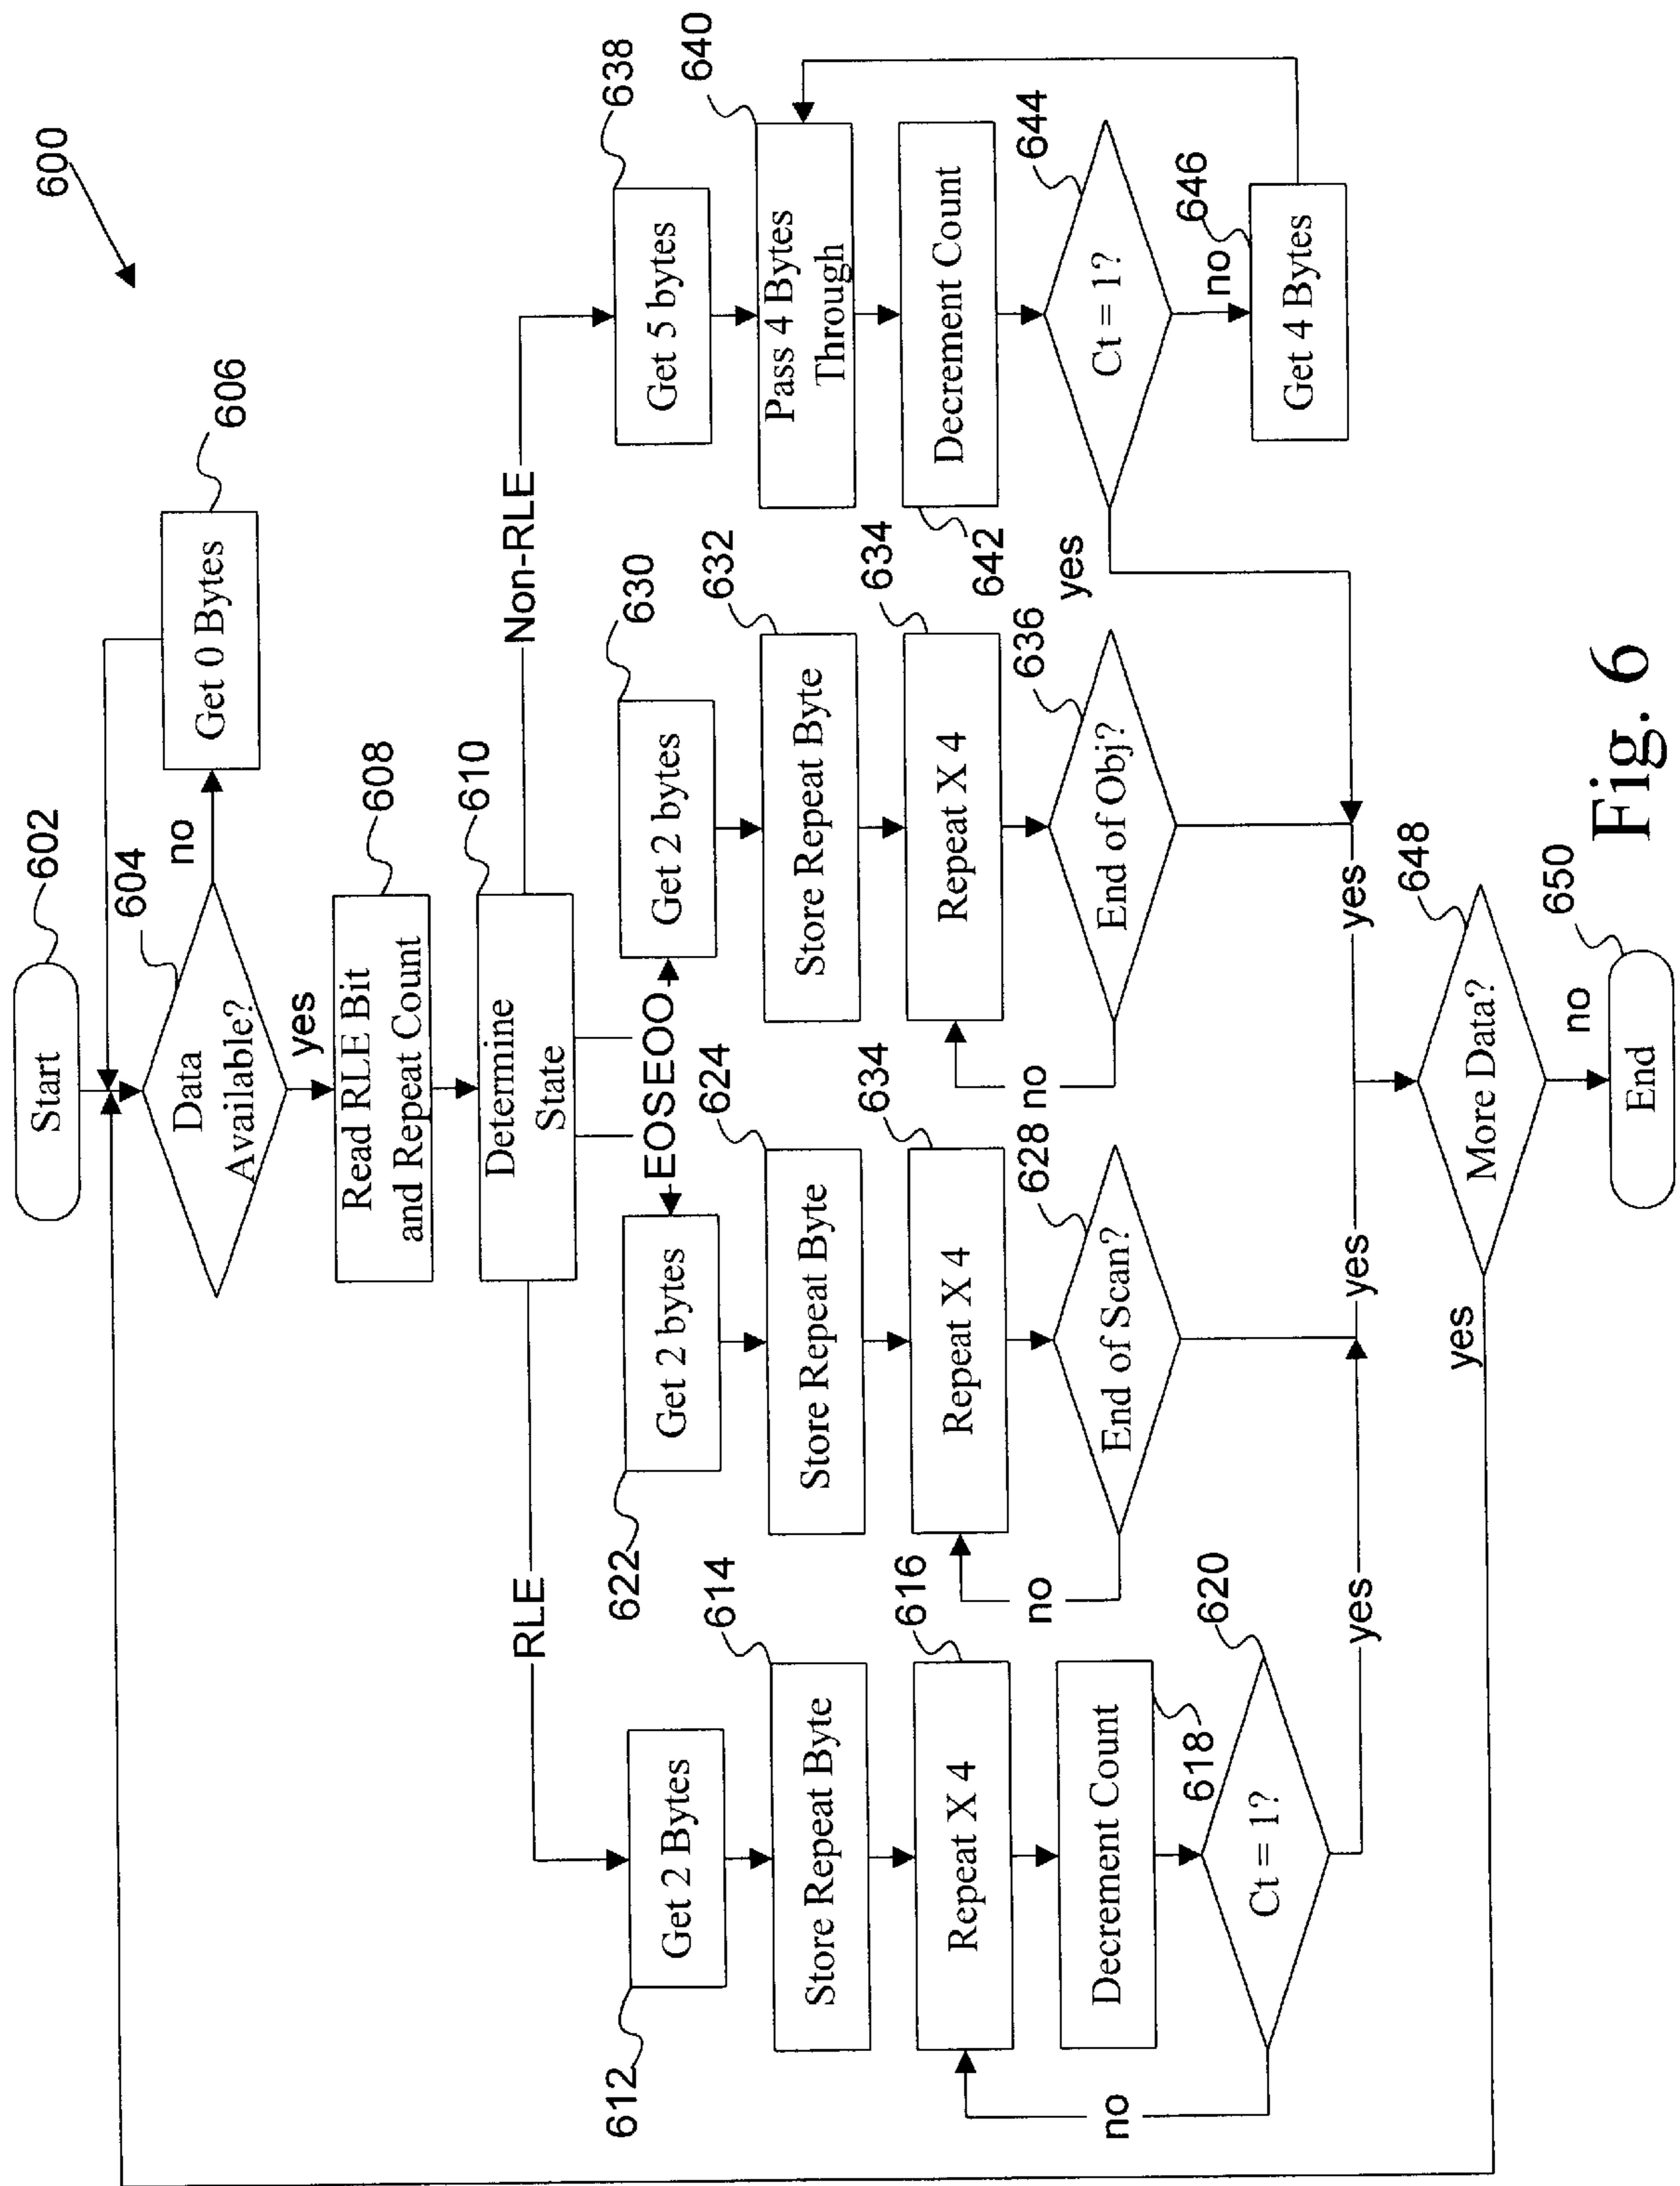 600
Start
602
604
Data
Available?
no
Get 0 Bytes
606
yes
Read RLE Bit
and Repeat Count
608
Determine
State
610
RLE
EOS
EOO
Non-RLE
612
Get 2 Bytes
614
Store Repeat Byte
616
Repeat X 4
Decrement Count
618
620
Ct = 1?
no
yes
622
Get 2 bytes
624
Store Repeat Byte
634
Repeat X 4
628
End of Scan?
no
yes
630
Get 2 bytes
632
Store Repeat Byte
634
Repeat X 4
636
End of Obj?
no
yes
638
Get 5 bytes
640
Pass 4 Bytes
Through
Decrement Count
642
644
Ct = 1?
yes
no
646
Get 4 Bytes
648
More Data?
yes
no
650
End
Fig. 6